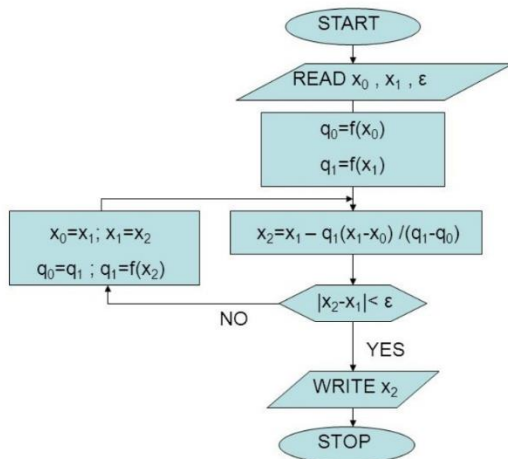 START
READ x₀ , x₁ , ε
q₀=f(x₀)
q₁=f(x₁)
x₀=x₁; x₁=x₂
q₀=q₁ ; q₁=f(x₂)
x₂=x₁ – q₁(x₁-x₀) /(q₁-q₀)
|x₂-x₁|< ε
NO
YES
WRITE x₂
STOP